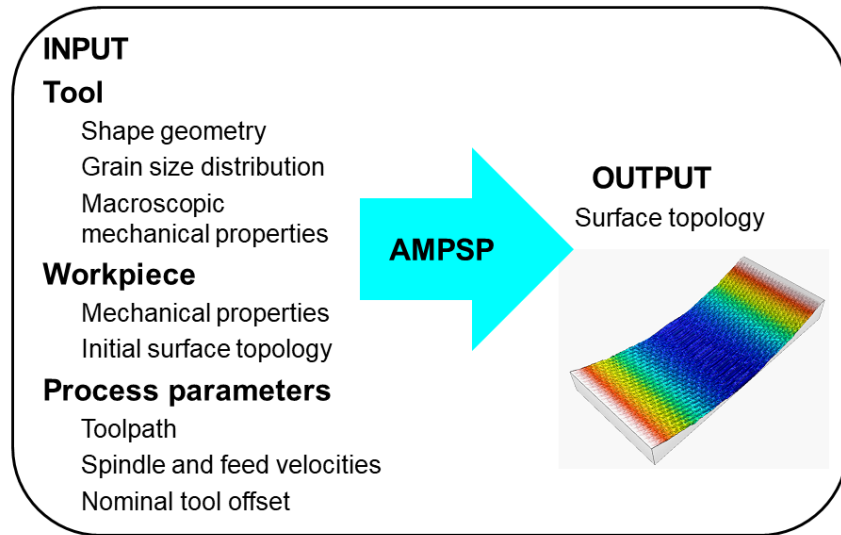 INPUT
Tool
Shape geometry
Grain size distribution
Macroscopic
mechanical properties
Workpiece
Mechanical properties
Initial surface topology
Process parameters
Toolpath
Spindle and feed velocities
Nominal tool offset
AMPSP
OUTPUT
Surface topology